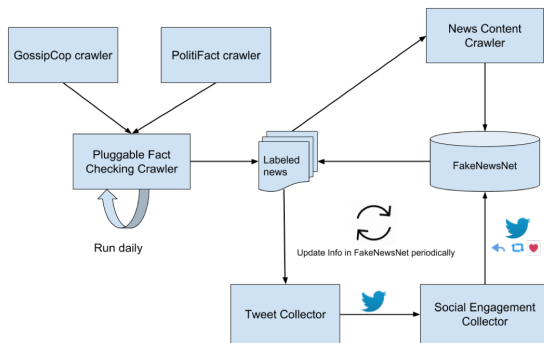 GossipCop crawler
PolitiFact crawler
News Content
Crawler
Pluggable Fact
Checking Crawler
Labeled
news
FakeNewsNet
Run daily
Update Info in FakeNewsNet periodically
Tweet Collector
Social Engagement
Collector